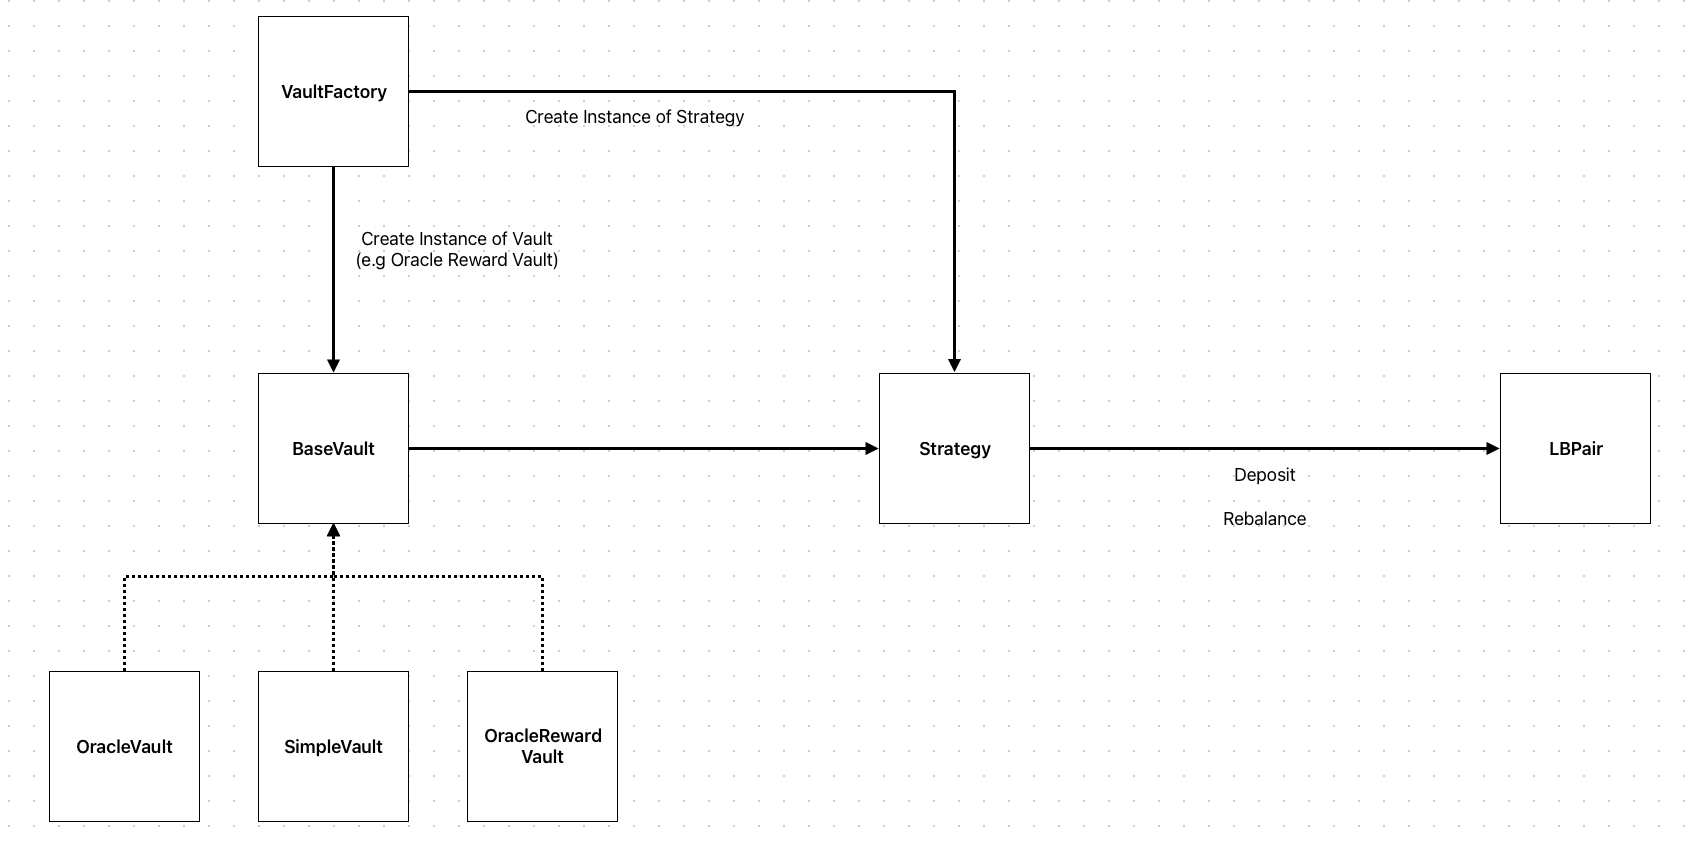 VaultFactory
Create Instance of Strategy
Create Instance of Vault
(e.g Oracle Reward Vault)
BaseVault
Strategy
LBPair
Deposit
Rebalance
OracleVault
SimpleVault
OracleReward
Vault